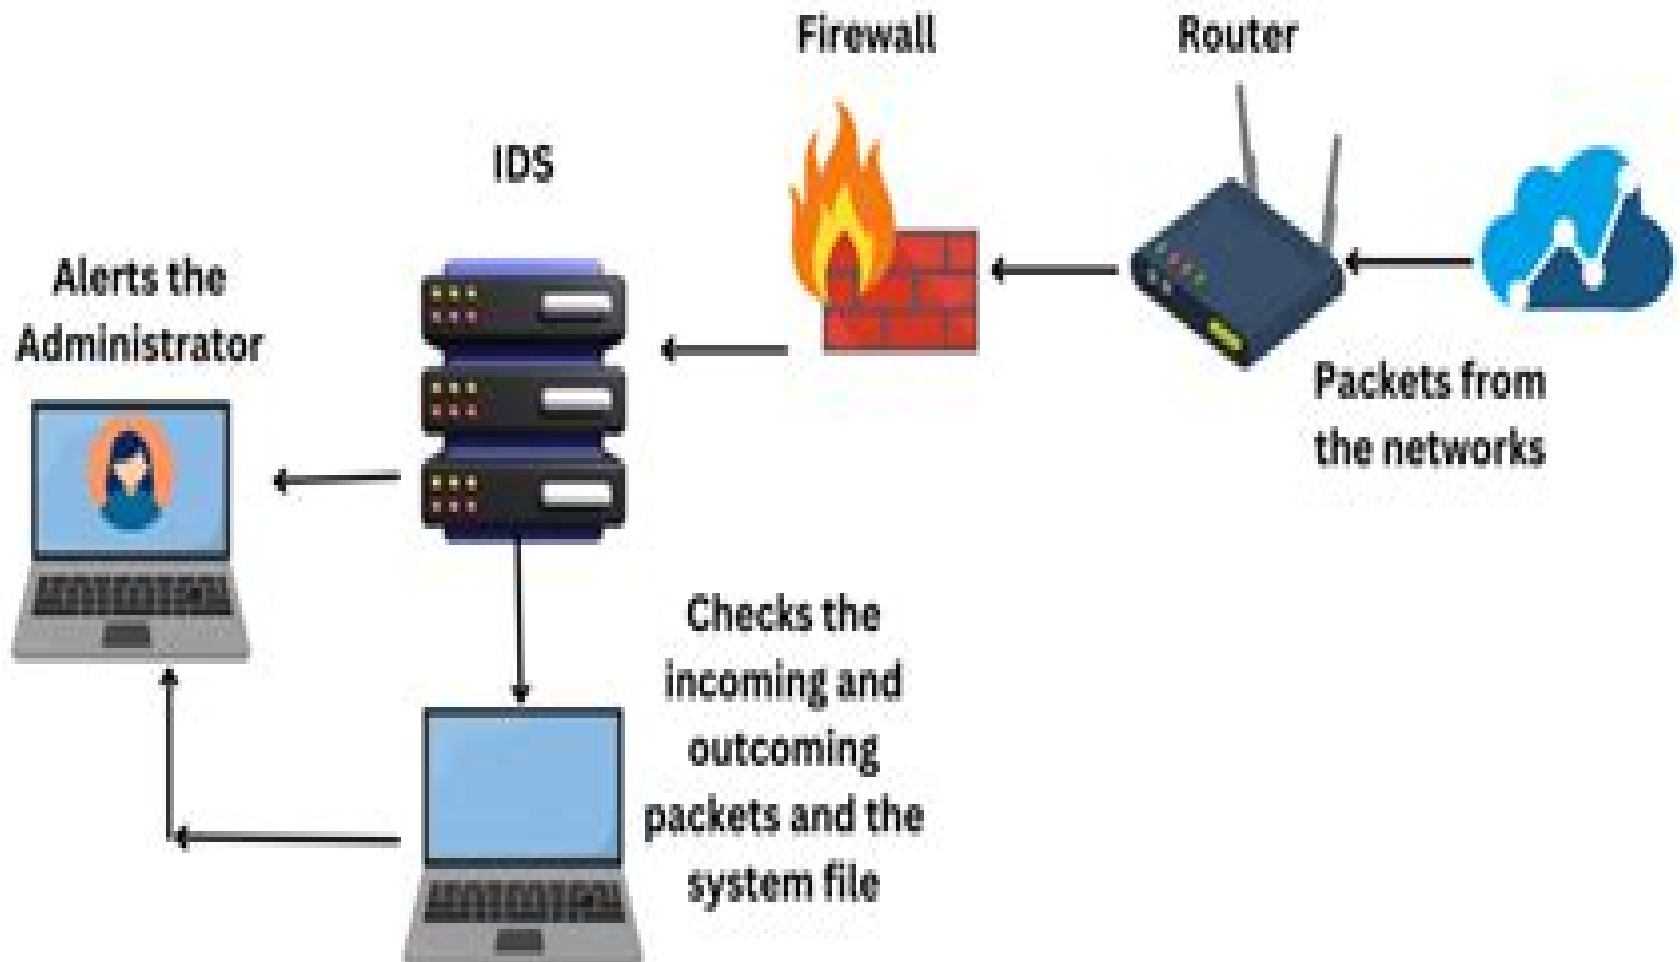 Firewall
Router
IDS
Alerts the
Administrator
Packets from
the networks
Checks the
incoming and
outcoming
packets and the
system file